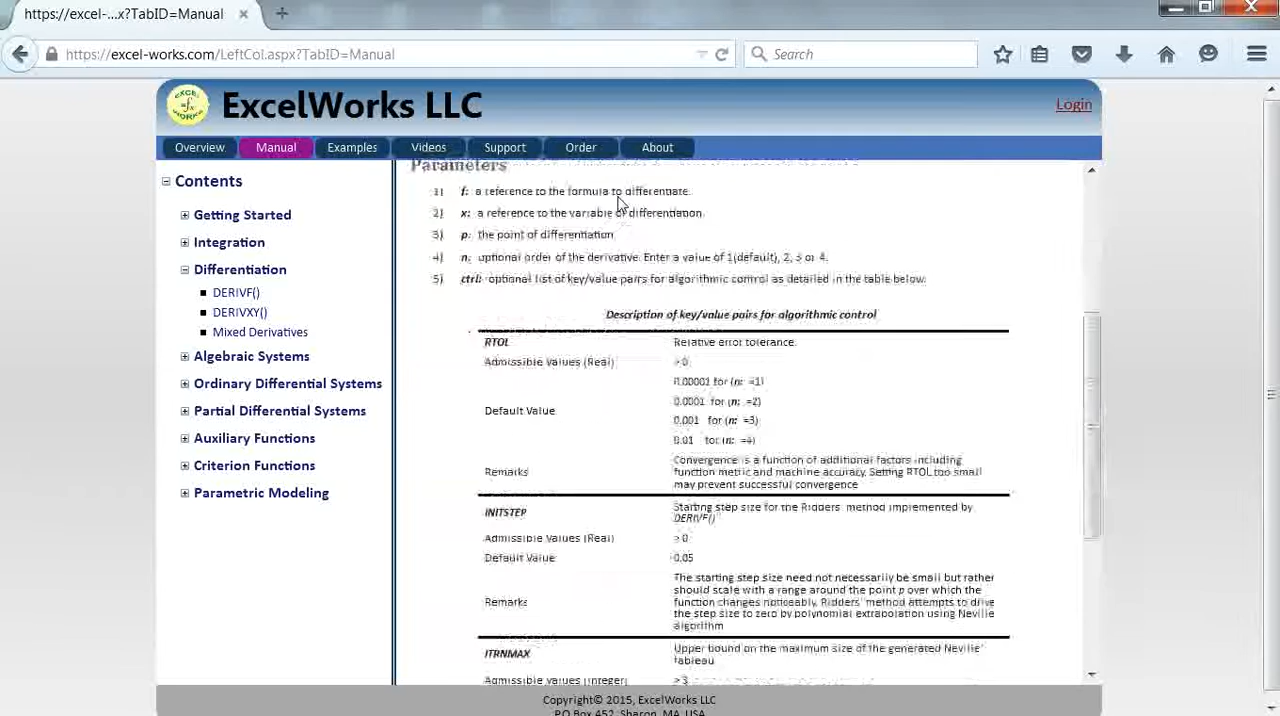 https://excel-...x?TabID=Manual
https://excel-works.com/LeftCol.aspx?TabID=Manual
Search
EXCEL
=fx
WORKS
ExcelWorks LLC
Login
Overview
Manual
Examples
Videos
Support
Order
About
Contents
Getting Started
Integration
Differentiation
DERIVF()
DERIVXY()
Mixed Derivatives
Algebraic Systems
Ordinary Differential Systems
Partial Differential Systems
Auxiliary Functions
Criterion Functions
Parametric Modeling
Parameters
1) f: a reference to the formula to differentiate.
2) x: a reference to the variable of differentiation.
3) p: the point of differentiation
4) n: optional order of the derivative. Enter a value of 1(default), 2, 3 or 4.
5) ctrl: optional list of key/value pairs for algorithmic control as detailed in the table below.
Description of key/value pairs for algorithmic control
RTOL Relative error tolerance.
Admissible Values (Real) > 0
Default Value
0.00001 for (n: =1)
0.0001 for (n: =2)
0.001 for (n: =3)
0.01 for (n: =4)
Remarks
Convergence is a function of additional factors including
function metric and machine accuracy. Setting RTOL too small
may prevent successful convergence
INITSTEP
Starting step size for the Ridders' method implemented by
DERIVF()
Admissible Values (Real) > 0
Default Value 0.05
Remarks
The starting step size need not necessarily be small but rather
should scale with a range around the point p over which the
function changes noticeably. Ridders' method attempts to drive
the step size to zero by polynomial extrapolation using Neville
algorithm
ITRNMAX
Upper bound on the maximum size of the generated Neville'
tableau
Admissible values (Integer) > 3
Copyright© 2015, ExcelWorks LLC
P.O Box 452, Sharon, MA, USA